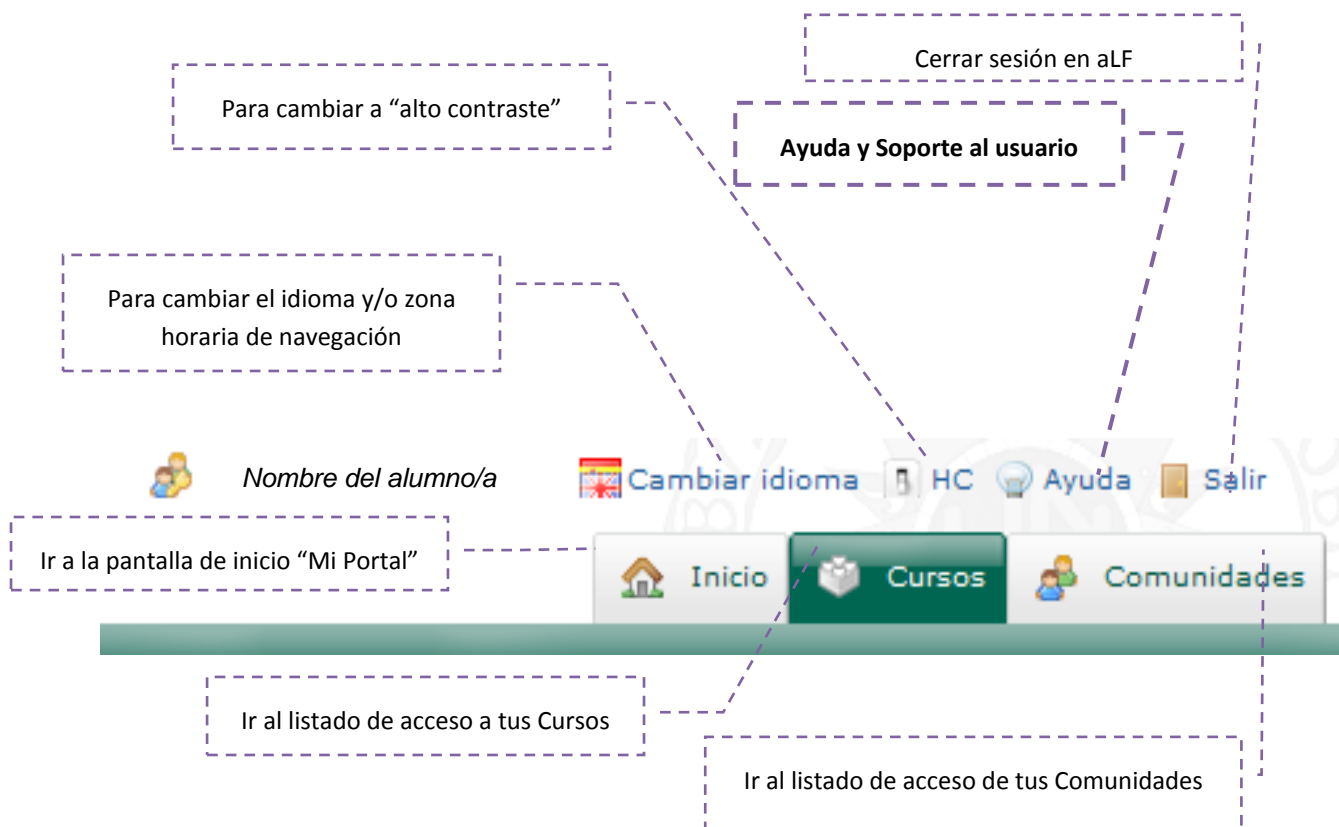 Cerrar sesión en aLF
Para cambiar a “alto contraste”
Ayuda y Soporte al usuario
Para cambiar el idioma y/o zona
horaria de navegación
Nombre del alumno/a
Cambiar idioma HC Ayuda Salir
Ir a la pantalla de inicio “Mi Portal”
Inicio Cursos Comunidades
Ir al listado de acceso a tus Cursos
Ir al listado de acceso de tus Comunidades